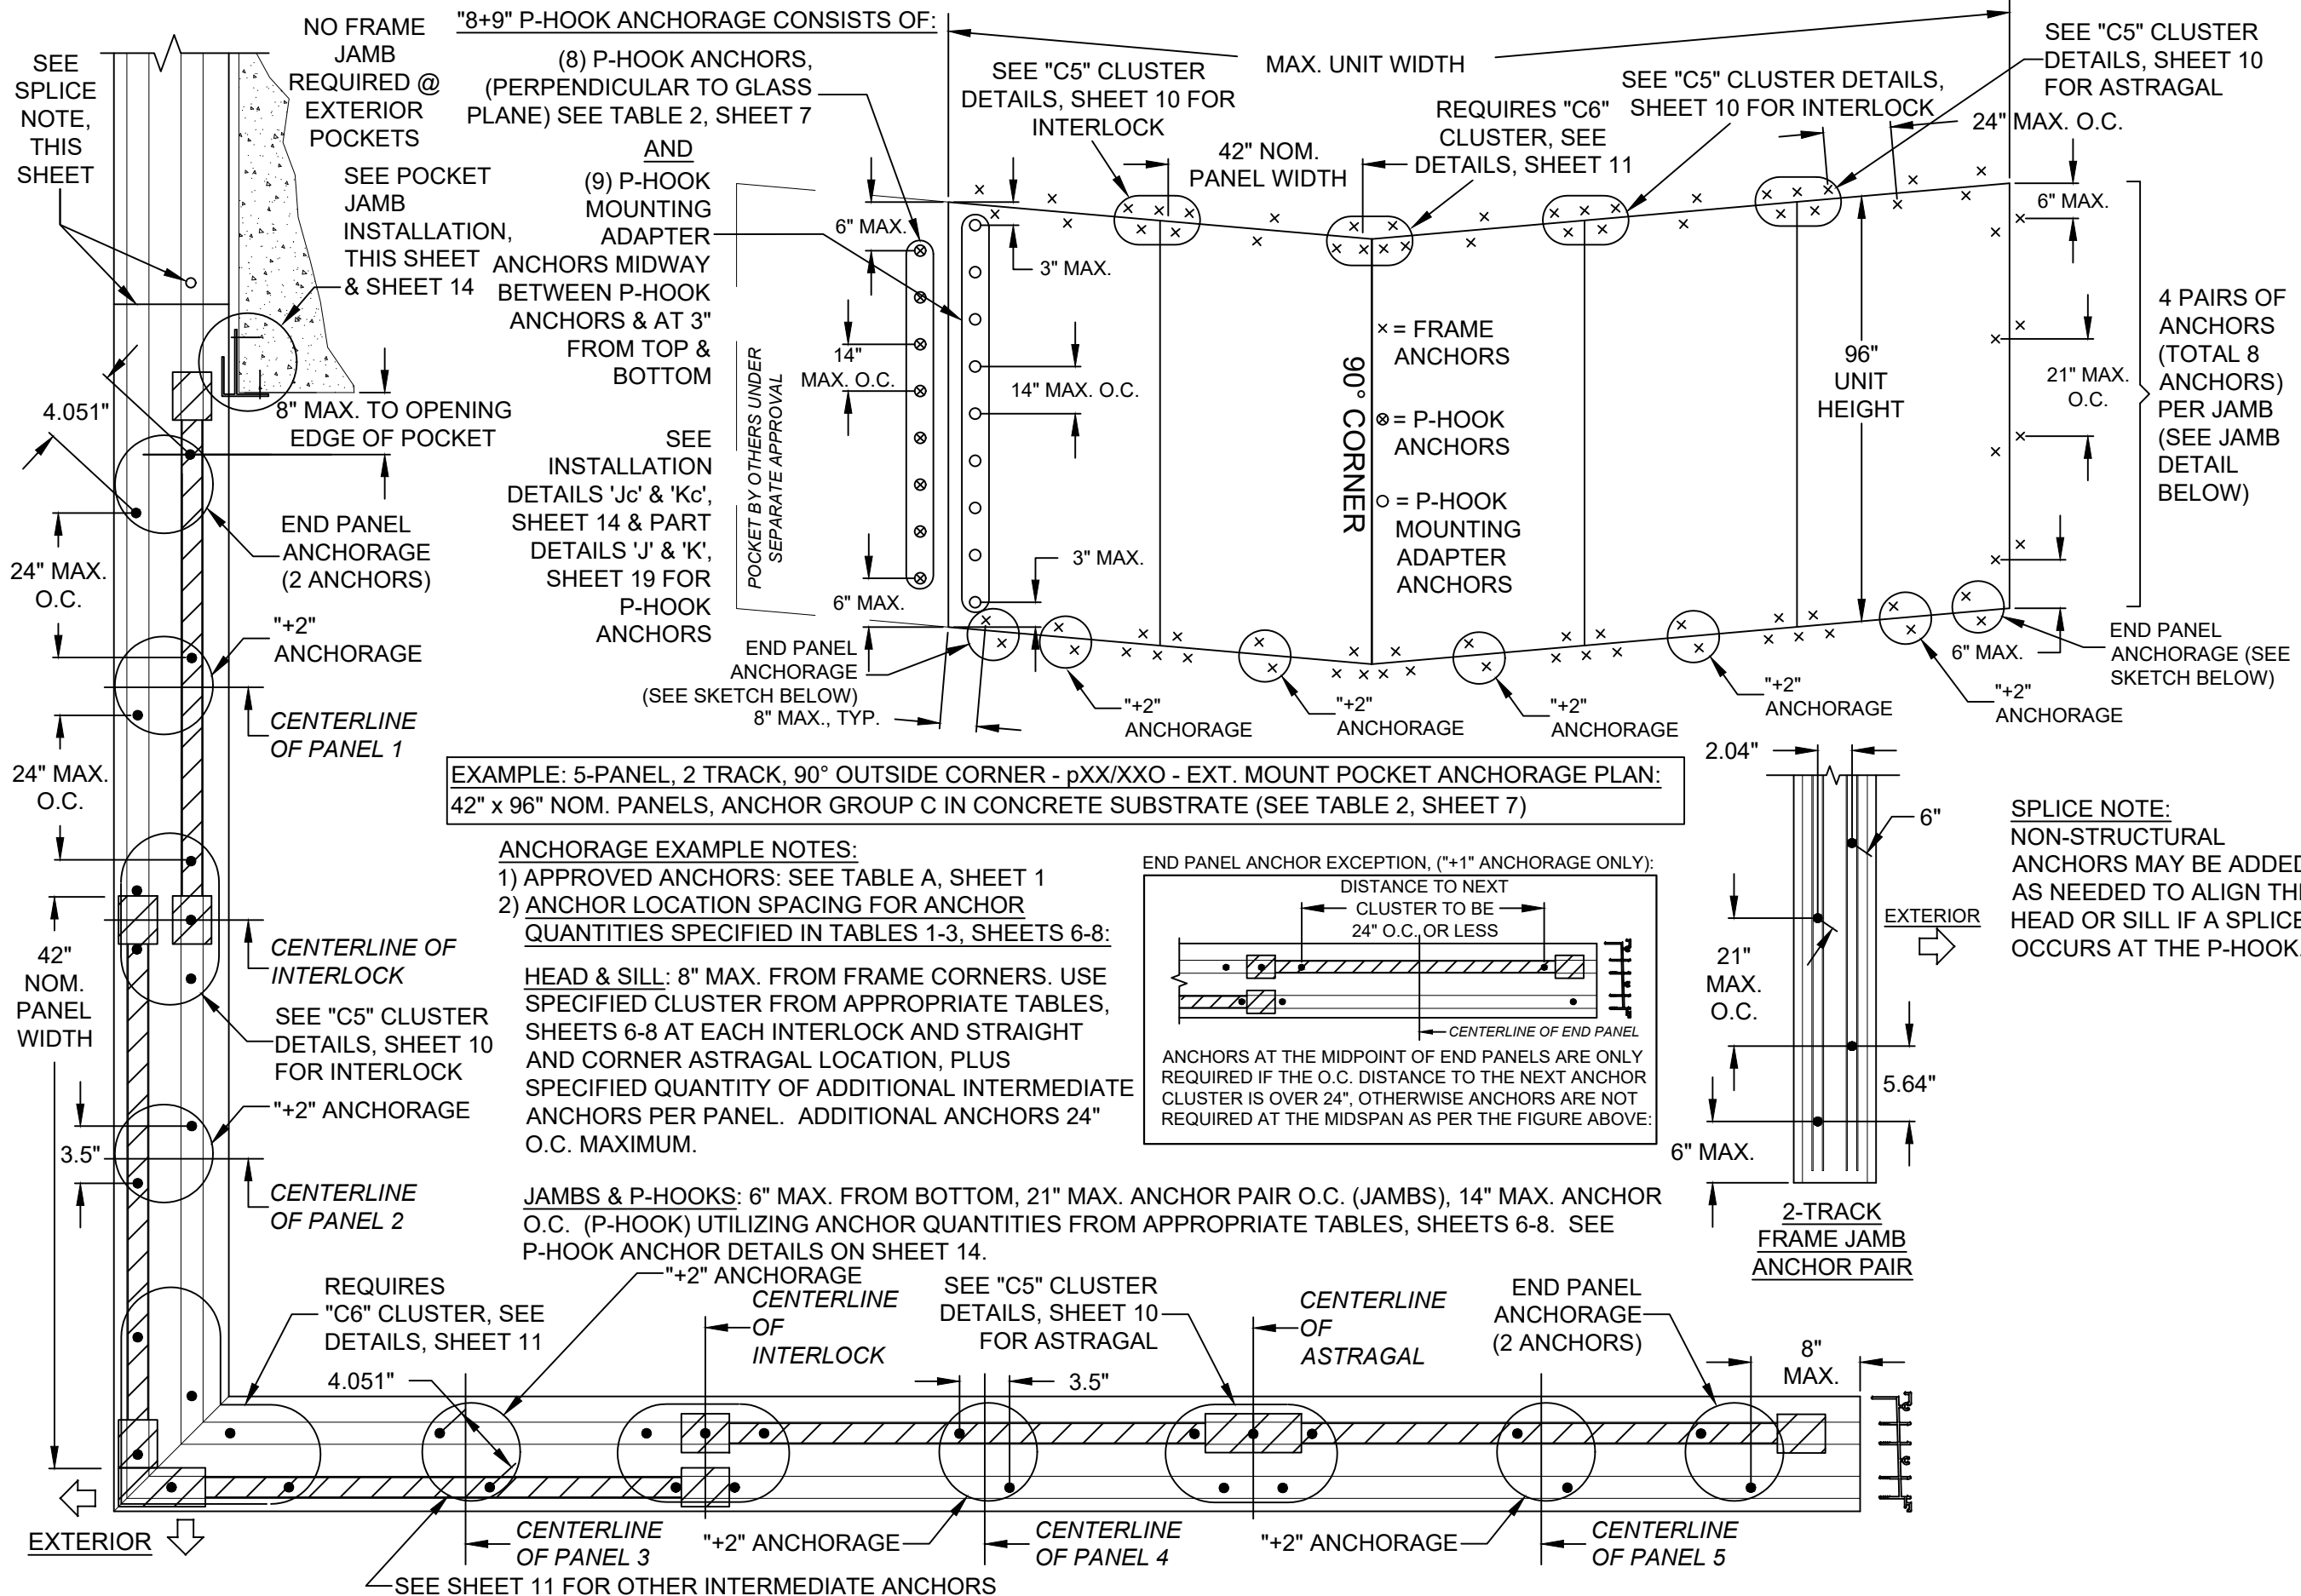 SEE
SPLICE
NOTE,
THIS
SHEET
NO FRAME
JAMB
REQUIRED @
EXTERIOR
POCKETS
SEE POCKET
JAMB
INSTALLATION,
THIS SHEET
& SHEET 14
"8+9" P-HOOK ANCHORAGE CONSISTS OF:
(8) P-HOOK ANCHORS,
(PERPENDICULAR TO GLASS
PLANE) SEE TABLE 2, SHEET 7
AND
(9) P-HOOK
MOUNTING
ADAPTER
ANCHORS MIDWAY
BETWEEN P-HOOK
ANCHORS & AT 3"
FROM TOP &
BOTTOM
SEE
INSTALLATION
DETAILS 'Jc' & 'Kc',
SHEET 14 & PART
DETAILS 'J' & 'K',
SHEET 19 FOR
P-HOOK
ANCHORS
POCKET BY OTHERS UNDER
SEPARATE APPROVAL
MAX. UNIT WIDTH
SEE "C5" CLUSTER
DETAILS, SHEET 10 FOR
INTERLOCK
42" NOM.
PANEL WIDTH
REQUIRES "C6"
CLUSTER, SEE
DETAILS, SHEET 11
SEE "C5" CLUSTER DETAILS,
SHEET 10 FOR INTERLOCK
SEE "C5" CLUSTER
DETAILS, SHEET 10
FOR ASTRAGAL
24" MAX. O.C.
6" MAX.
6" MAX.
3" MAX.
14"
MAX. O.C.
14" MAX. O.C.
3" MAX.
6" MAX.
90° CORNER
× = FRAME
ANCHORS
⊗ = P-HOOK
ANCHORS
○ = P-HOOK
MOUNTING
ADAPTER
ANCHORS
96"
UNIT
HEIGHT
21" MAX.
O.C.
4 PAIRS OF
ANCHORS
(TOTAL 8
ANCHORS)
PER JAMB
(SEE JAMB
DETAIL
BELOW)
6" MAX.
END PANEL
ANCHORAGE (SEE
SKETCH BELOW)
END PANEL
ANCHORAGE
(SEE SKETCH BELOW)
8" MAX., TYP.
"+2"
ANCHORAGE
"+2"
ANCHORAGE
"+2"
ANCHORAGE
"+2"
ANCHORAGE
"+2"
ANCHORAGE
4.051"
8" MAX. TO OPENING
EDGE OF POCKET
END PANEL
ANCHORAGE
(2 ANCHORS)
24" MAX.
O.C.
"+2"
ANCHORAGE
CENTERLINE
OF PANEL 1
24" MAX.
O.C.
CENTERLINE OF
INTERLOCK
42"
NOM.
PANEL
WIDTH
SEE "C5" CLUSTER
DETAILS, SHEET 10
FOR INTERLOCK
"+2" ANCHORAGE
3.5"
CENTERLINE
OF PANEL 2
EXAMPLE: 5-PANEL, 2 TRACK, 90° OUTSIDE CORNER - pXX/XXO - EXT. MOUNT POCKET ANCHORAGE PLAN:
42" x 96" NOM. PANELS, ANCHOR GROUP C IN CONCRETE SUBSTRATE (SEE TABLE 2, SHEET 7)
ANCHORAGE EXAMPLE NOTES:
1) APPROVED ANCHORS: SEE TABLE A, SHEET 1
2) ANCHOR LOCATION SPACING FOR ANCHOR
QUANTITIES SPECIFIED IN TABLES 1-3, SHEETS 6-8:
HEAD & SILL: 8" MAX. FROM FRAME CORNERS. USE
SPECIFIED CLUSTER FROM APPROPRIATE TABLES,
SHEETS 6-8 AT EACH INTERLOCK AND STRAIGHT
AND CORNER ASTRAGAL LOCATION, PLUS
SPECIFIED QUANTITY OF ADDITIONAL INTERMEDIATE
ANCHORS PER PANEL. ADDITIONAL ANCHORS 24"
O.C. MAXIMUM.
JAMBS & P-HOOKS: 6" MAX. FROM BOTTOM, 21" MAX. ANCHOR PAIR O.C. (JAMBS), 14" MAX. ANCHOR
O.C. (P-HOOK) UTILIZING ANCHOR QUANTITIES FROM APPROPRIATE TABLES, SHEETS 6-8. SEE
P-HOOK ANCHOR DETAILS ON SHEET 14.
END PANEL ANCHOR EXCEPTION, ("+1" ANCHORAGE ONLY):
DISTANCE TO NEXT
CLUSTER TO BE
24" O.C. OR LESS
CENTERLINE OF END PANEL
ANCHORS AT THE MIDPOINT OF END PANELS ARE ONLY
REQUIRED IF THE O.C. DISTANCE TO THE NEXT ANCHOR
CLUSTER IS OVER 24", OTHERWISE ANCHORS ARE NOT
REQUIRED AT THE MIDSPAN AS PER THE FIGURE ABOVE:
2.04"
6"
EXTERIOR
21"
MAX.
O.C.
5.64"
6" MAX.
2-TRACK
FRAME JAMB
ANCHOR PAIR
SPLICE NOTE:
NON-STRUCTURAL
ANCHORS MAY BE ADDED
AS NEEDED TO ALIGN THE
HEAD OR SILL IF A SPLICE
OCCURS AT THE P-HOOK.
REQUIRES
"C6" CLUSTER, SEE
DETAILS, SHEET 11
4.051"
"+2" ANCHORAGE
CENTERLINE
OF
INTERLOCK
SEE "C5" CLUSTER
DETAILS, SHEET 10
FOR ASTRAGAL
3.5"
CENTERLINE
OF
ASTRAGAL
END PANEL
ANCHORAGE
(2 ANCHORS)
8"
MAX.
EXTERIOR
CENTERLINE
OF PANEL 3
"+2" ANCHORAGE
CENTERLINE
OF PANEL 4
"+2" ANCHORAGE
CENTERLINE
OF PANEL 5
SEE SHEET 11 FOR OTHER INTERMEDIATE ANCHORS